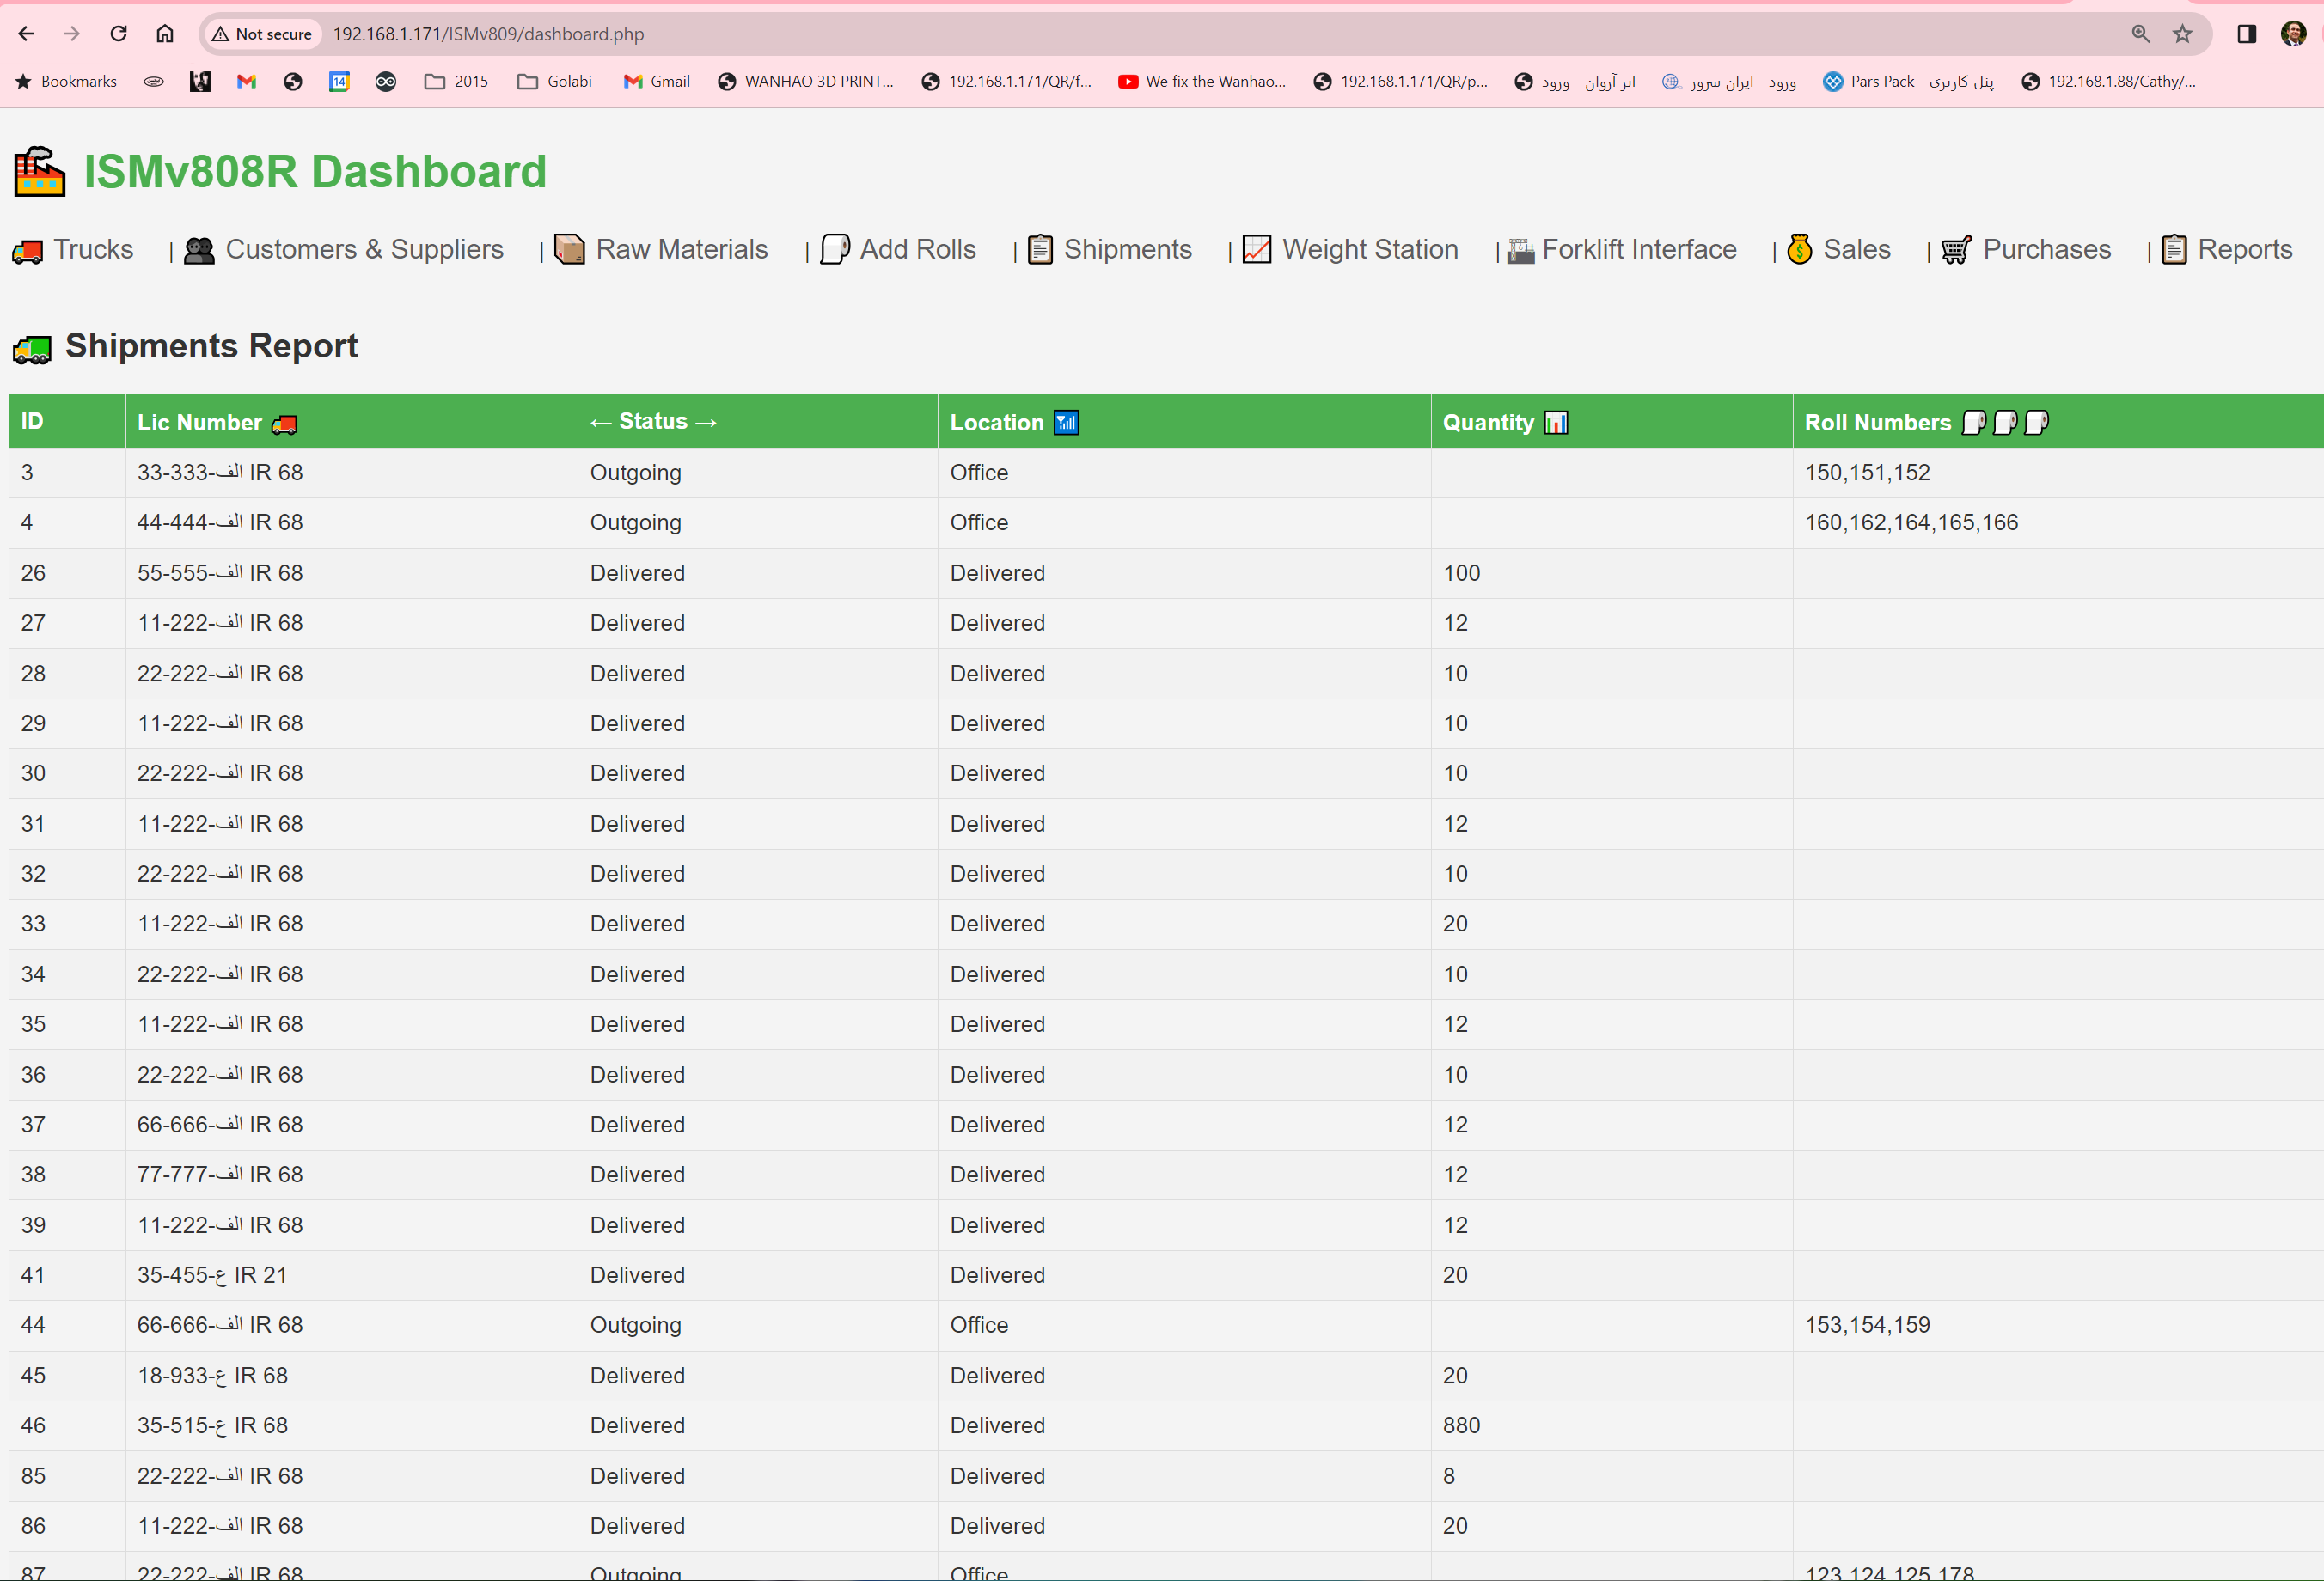 Not secure 192.168.1.171/ISMv809/dashboard.php
Bookmarks 14 2015 Golabi Gmail WANHAO 3D PRINT... 192.168.1.171/QR/f... We fix the Wanhao... 192.168.1.171/QR/p... ابر آروان - ورود ورود - ایران سرور Pars Pack - پنل کاربری 192.168.1.88/Cathy/...
ISMv808R Dashboard
Trucks | Customers & Suppliers | Raw Materials | Add Rolls | Shipments | Weight Station | Forklift Interface | Sales | Purchases | Reports
Shipments Report
ID Lic Number ← Status → Location Quantity Roll Numbers
3 33-333-الف IR 68 Outgoing Office 150,151,152
4 44-444-الف IR 68 Outgoing Office 160,162,164,165,166
26 55-555-الف IR 68 Delivered Delivered 100
27 11-222-الف IR 68 Delivered Delivered 12
28 22-222-الف IR 68 Delivered Delivered 10
29 11-222-الف IR 68 Delivered Delivered 10
30 22-222-الف IR 68 Delivered Delivered 10
31 11-222-الف IR 68 Delivered Delivered 12
32 22-222-الف IR 68 Delivered Delivered 10
33 11-222-الف IR 68 Delivered Delivered 20
34 22-222-الف IR 68 Delivered Delivered 10
35 11-222-الف IR 68 Delivered Delivered 12
36 22-222-الف IR 68 Delivered Delivered 10
37 66-666-الف IR 68 Delivered Delivered 12
38 77-777-الف IR 68 Delivered Delivered 12
39 11-222-الف IR 68 Delivered Delivered 12
41 35-455-ع IR 21 Delivered Delivered 20
44 66-666-الف IR 68 Outgoing Office 153,154,159
45 18-933-ع IR 68 Delivered Delivered 20
46 35-515-ع IR 68 Delivered Delivered 880
85 22-222-الف IR 68 Delivered Delivered 8
86 11-222-الف IR 68 Delivered Delivered 20
87 22-222-الف IR 68 Outgoing Office 123,124,125,178